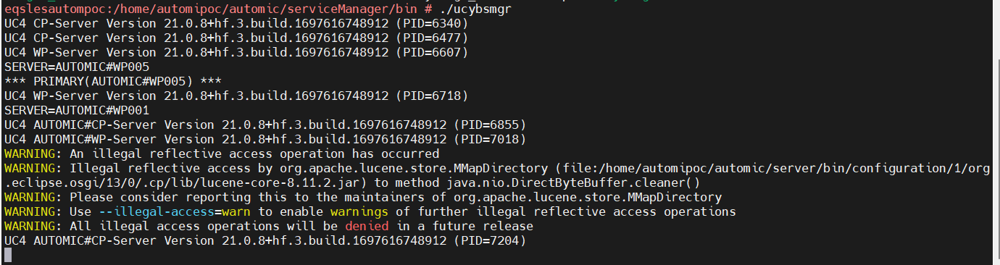 eqslesautompoc:/home/automipoc/automic/serviceManager/bin # ./ucybsmgr
UC4 CP-Server Version 21.0.8+hf.3.build.1697616748912 (PID=6340)
UC4 CP-Server Version 21.0.8+hf.3.build.1697616748912 (PID=6477)
UC4 WP-Server Version 21.0.8+hf.3.build.1697616748912 (PID=6607)
SERVER=AUTOMIC#WP005
*** PRIMARY(AUTOMIC#WP005) ***
UC4 WP-Server Version 21.0.8+hf.3.build.1697616748912 (PID=6718)
SERVER=AUTOMIC#WP001
UC4 AUTOMIC#CP-Server Version 21.0.8+hf.3.build.1697616748912 (PID=6855)
UC4 AUTOMIC#WP-Server Version 21.0.8+hf.3.build.1697616748912 (PID=7018)
WARNING: An illegal reflective access operation has occurred
WARNING: Illegal reflective access by org.apache.lucene.store.MMapDirectory (file:/home/automipoc/automic/server/bin/configuration/1/org
.eclipse.osgi/13/0/.cp/lib/lucene-core-8.11.2.jar) to method java.nio.DirectByteBuffer.cleaner()
WARNING: Please consider reporting this to the maintainers of org.apache.lucene.store.MMapDirectory
WARNING: Use --illegal-access=warn to enable warnings of further illegal reflective access operations
WARNING: All illegal access operations will be denied in a future release
UC4 AUTOMIC#CP-Server Version 21.0.8+hf.3.build.1697616748912 (PID=7204)